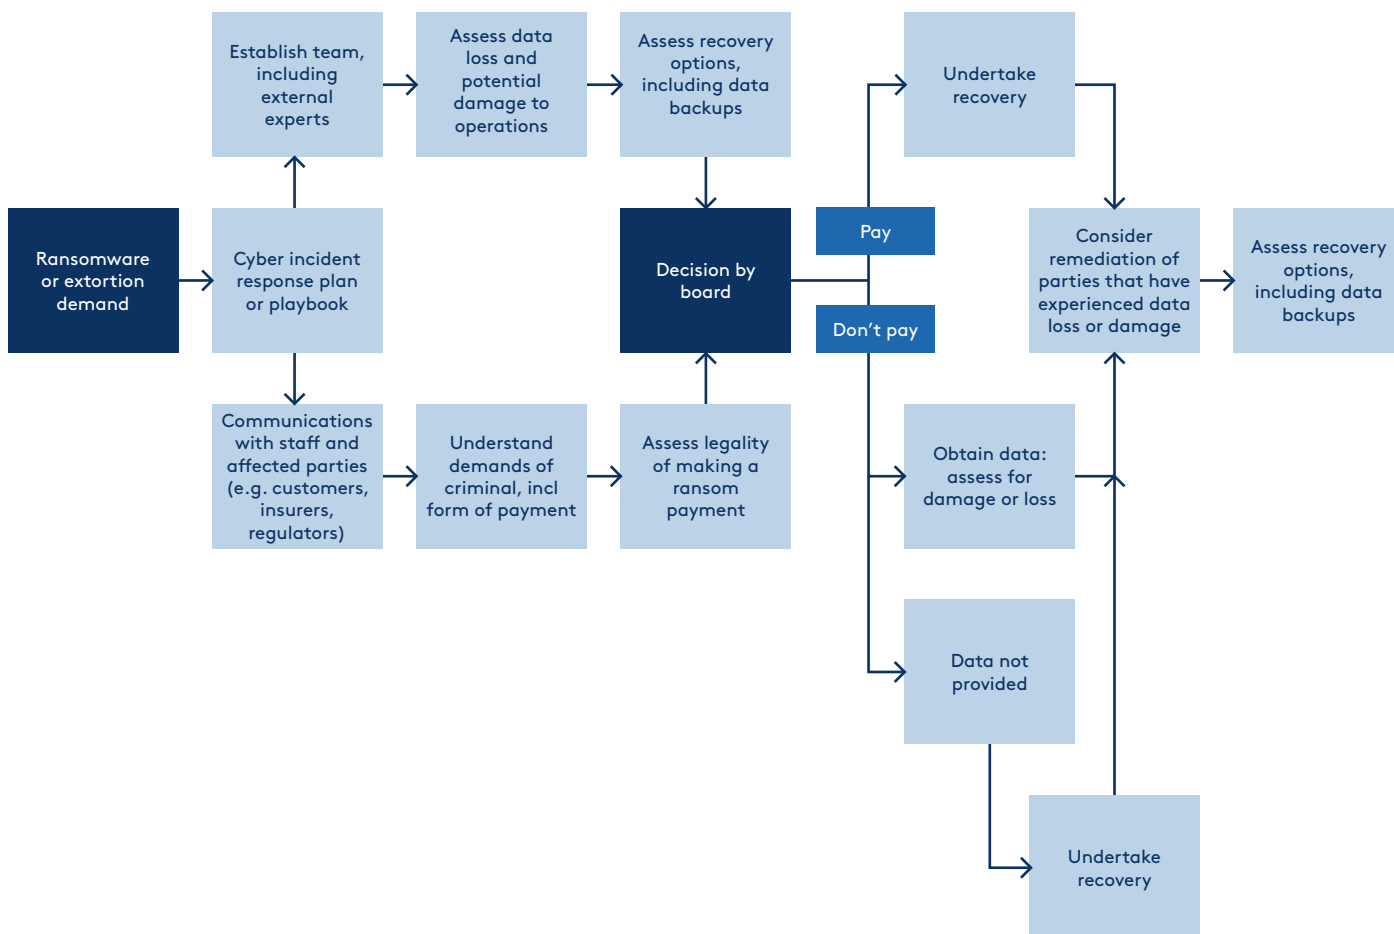 Establish team,
including
external
experts
Assess data
loss and
potential
damage to
operations
Assess recovery
options,
including data
backups
Undertake
recovery
Ransomware
or extortion
demand
Cyber incident
response plan
or playbook
Decision by
board
Pay
Don't pay
Consider
remediation of
parties that have
experienced data
loss or damage
Assess recovery
options,
including data
backups
Communications
with staff and
affected parties
(e.g. customers,
insurers,
regulators)
Understand
demands of
criminal, incl
form of payment
Assess legality
of making a
ransom
payment
Obtain data:
assess for
damage or loss
Data not
provided
Undertake
recovery